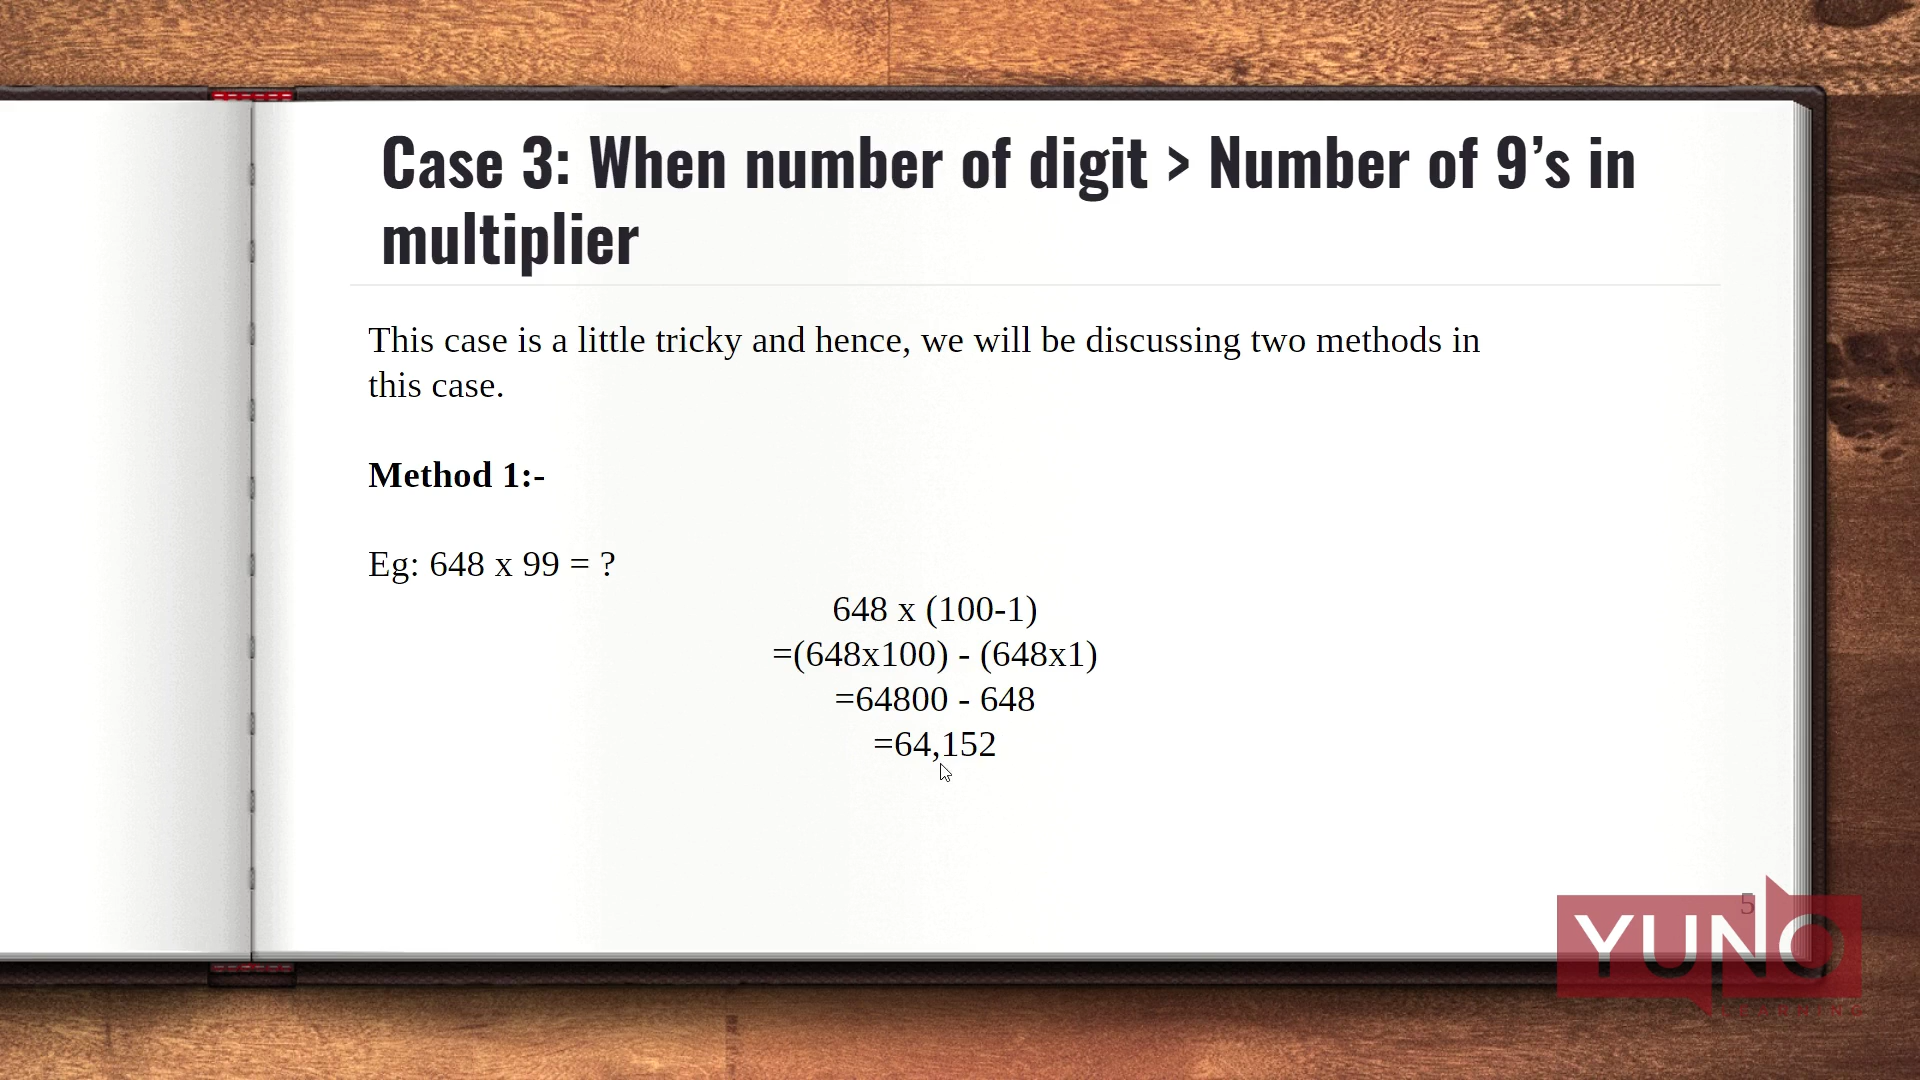 Case 3: When number of digit > Number of 9’s in
multiplier
This case is a little tricky and hence, we will be discussing two methods in
this case.
Method 1:-
Eg: 648 x 99 = ?
648 x (100-1)
=(648x100) - (648x1)
=64800 - 648
=64,152
5
YUNO
LEARNING